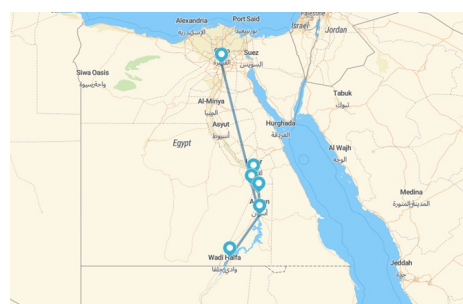 Alexandria
الإسكندرية
Port Said
بورسعيد
Israel
Jordan
القاهرة
Suez
السويس
Siwa Oasis
واحة سيوة
Al-Minya
المنيا
Asyut
أسيوط
Tabuk
تبوك
Hurghada
الغردقة
Egypt
Al Wajh
الوجه
Medina
المدينة المنورة
أسوان
Wadi Halfa
وادي حلفا
Jeddah
جدة